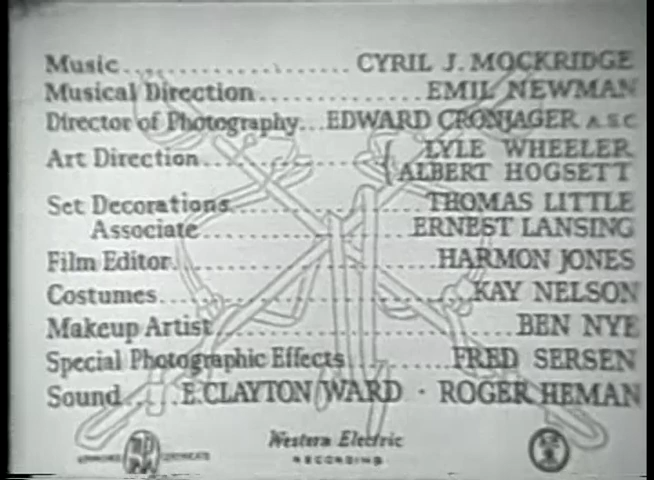 Music....................CYRIL J. MOCKRIDGE
Musical Direction..............EMIL NEWMAN
Director of Photography...EDWARD CRONJAGER A.S.C
Art Direction................{LYLE WHEELER
ALBERT HOGSETT
Set Decorations..................THOMAS LITTLE
Associate..................ERNEST LANSING
Film Editor......................HARMON JONES
Costumes.........................KAY NELSON
Makeup Artist........................BEN NYE
Special Photographic Effects.........FRED SERSEN
Sound......E. CLAYTON WARD · ROGER HEMAN
Western Electric
RECORDING